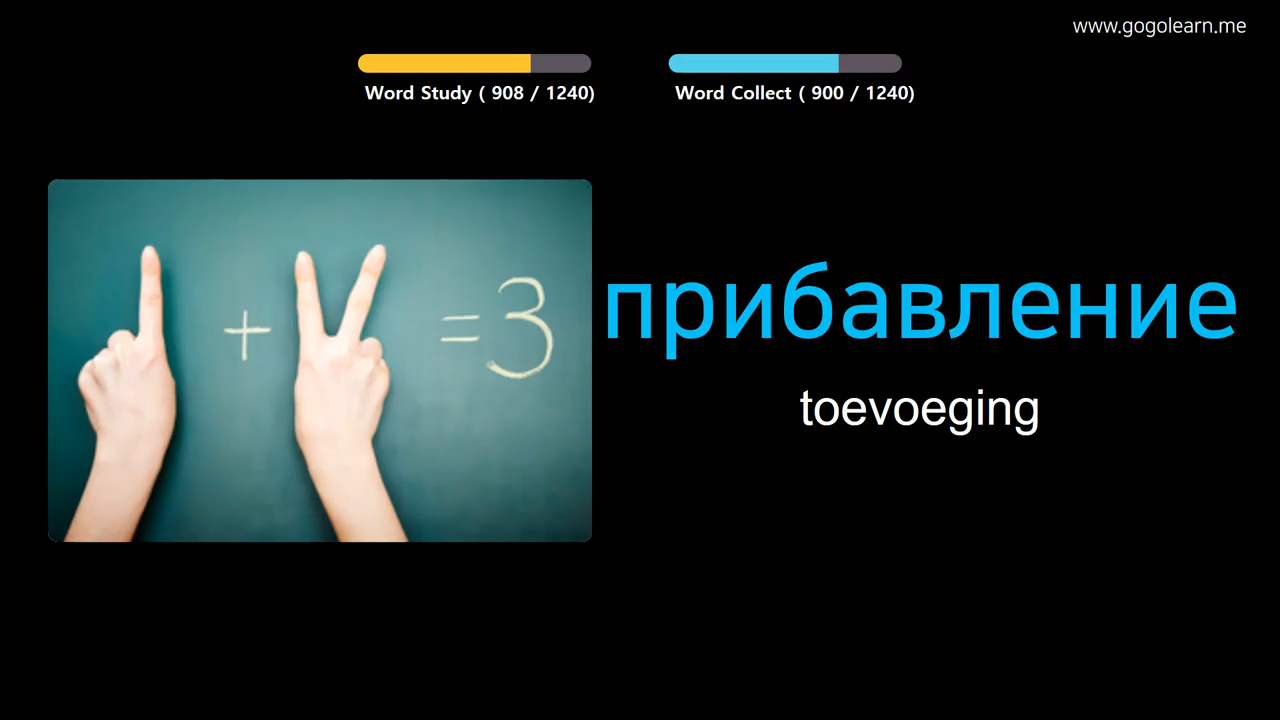 www.gogolearn.me
Word Study ( 908 / 1240)
Word Collect ( 900 / 1240)
+ = 3
прибавление
toevoeging